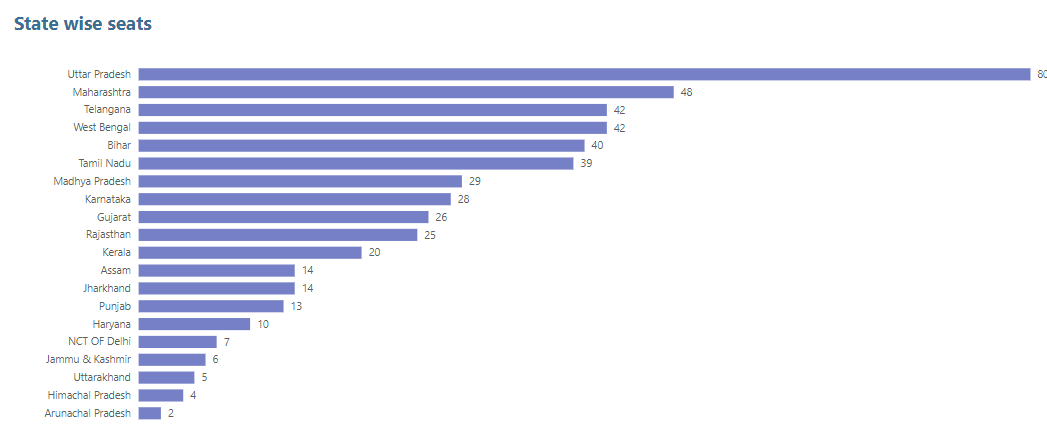 State wise seats
Uttar Pradesh 80
Maharashtra 48
Telangana 42
West Bengal 42
Bihar 40
Tamil Nadu 39
Madhya Pradesh 29
Karnataka 28
Gujarat 26
Rajasthan 25
Kerala 20
Assam 14
Jharkhand 14
Punjab 13
Haryana 10
NCT OF Delhi 7
Jammu & Kashmir 6
Uttarakhand 5
Himachal Pradesh 4
Arunachal Pradesh 2